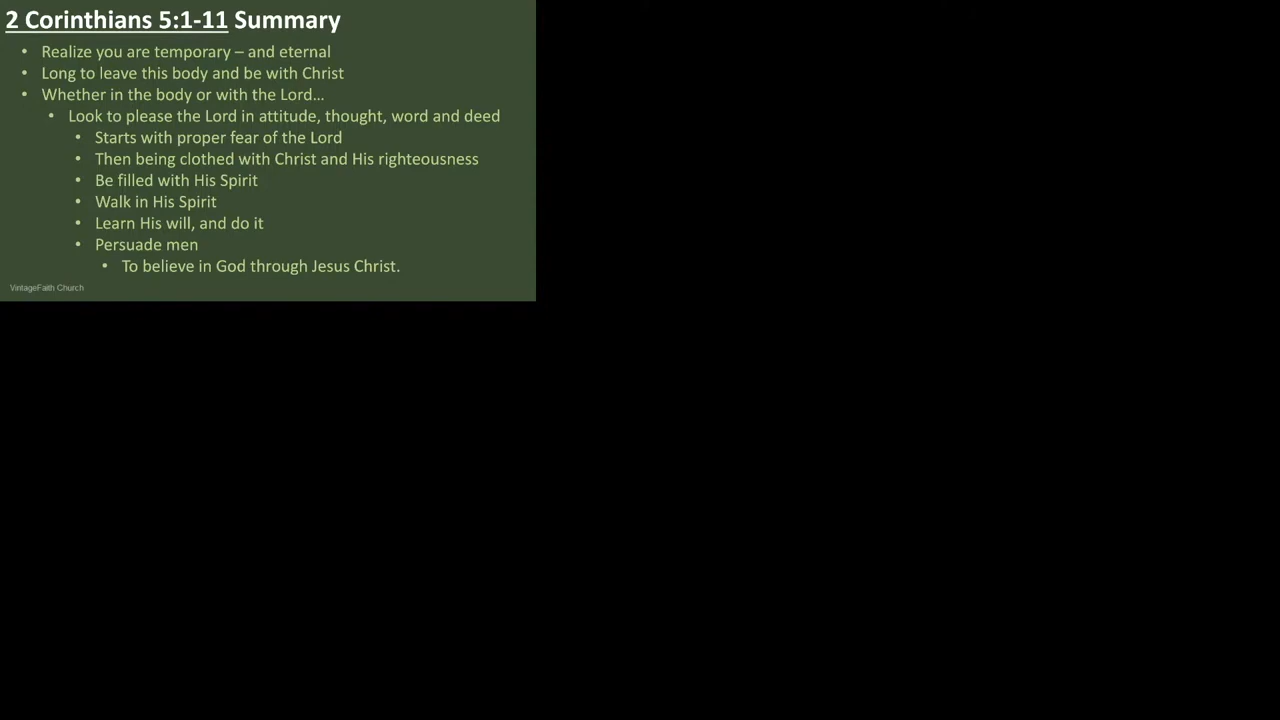 2 Corinthians 5:1-11 Summary
• Realize you are temporary – and eternal
• Long to leave this body and be with Christ
• Whether in the body or with the Lord…
• Look to please the Lord in attitude, thought, word and deed
• Starts with proper fear of the Lord
• Then being clothed with Christ and His righteousness
• Be filled with His Spirit
• Walk in His Spirit
• Learn His will, and do it
• Persuade men
• To believe in God through Jesus Christ.
VintageFaith Church